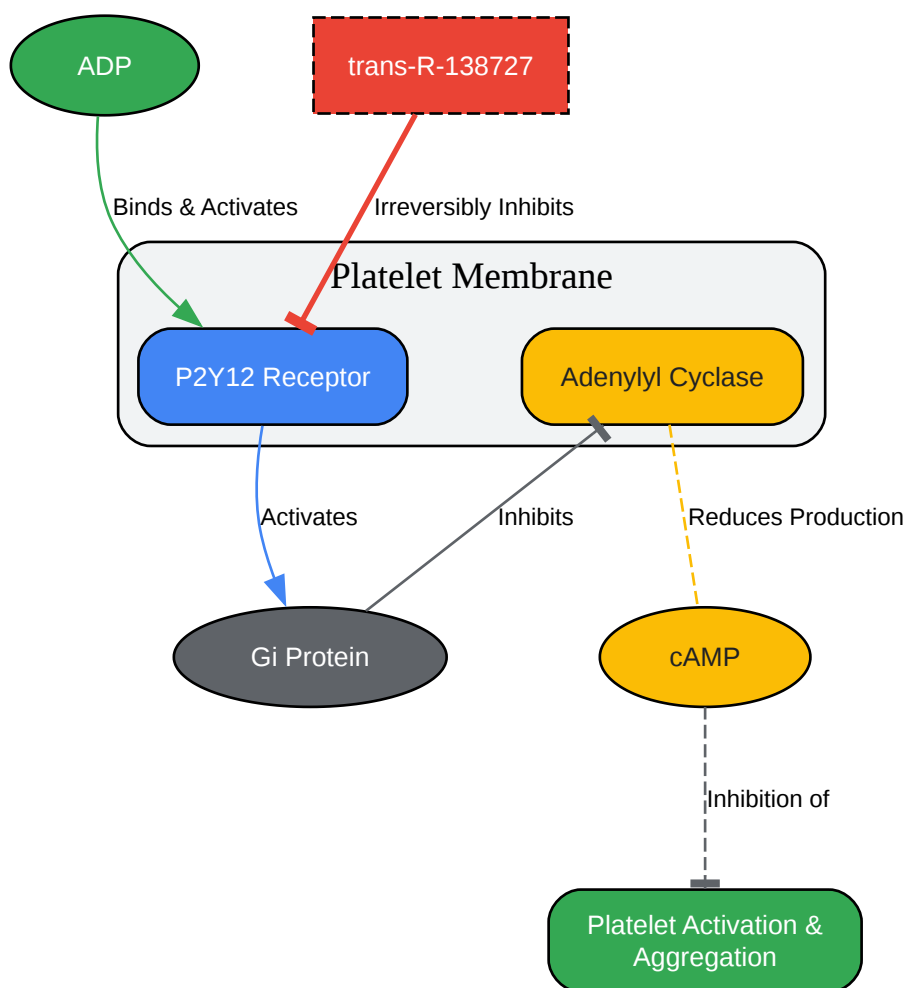 ADP
trans-R-138727
Binds & Activates
Irreversibly Inhibits
Platelet Membrane
P2Y12 Receptor
Adenylyl Cyclase
Activates
Inhibits
Reduces Production
Gi Protein
cAMP
Inhibition of
Platelet Activation &
Aggregation